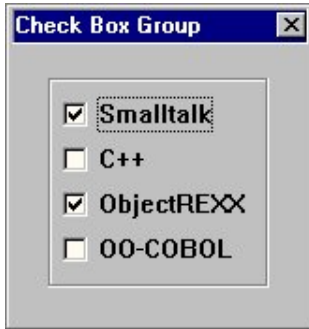 Check Box Group
Smalltalk
C++
ObjectREXX
OO-COBOL